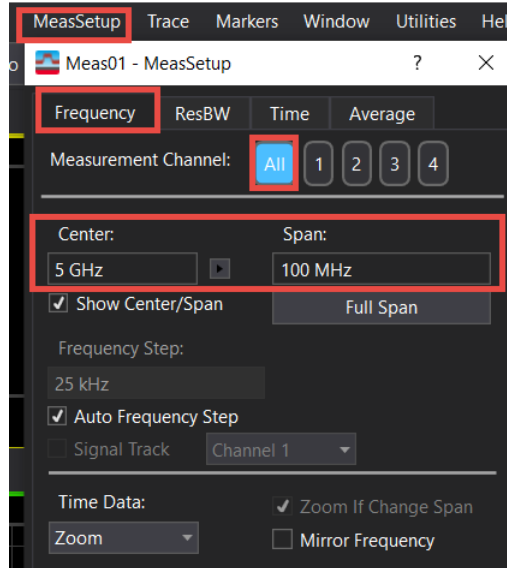 MeasSetup Trace Markers Window Utilities Hel
o Meas01 - MeasSetup ? ×
Frequency ResBW Time Average
Measurement Channel: All 1 2 3 4
Center: Span:
5 GHz 100 MHz
Show Center/Span Full Span
Frequency Step:
25 kHz
Auto Frequency Step
Signal Track Channel 1
Time Data: Zoom If Change Span
Zoom Mirror Frequency